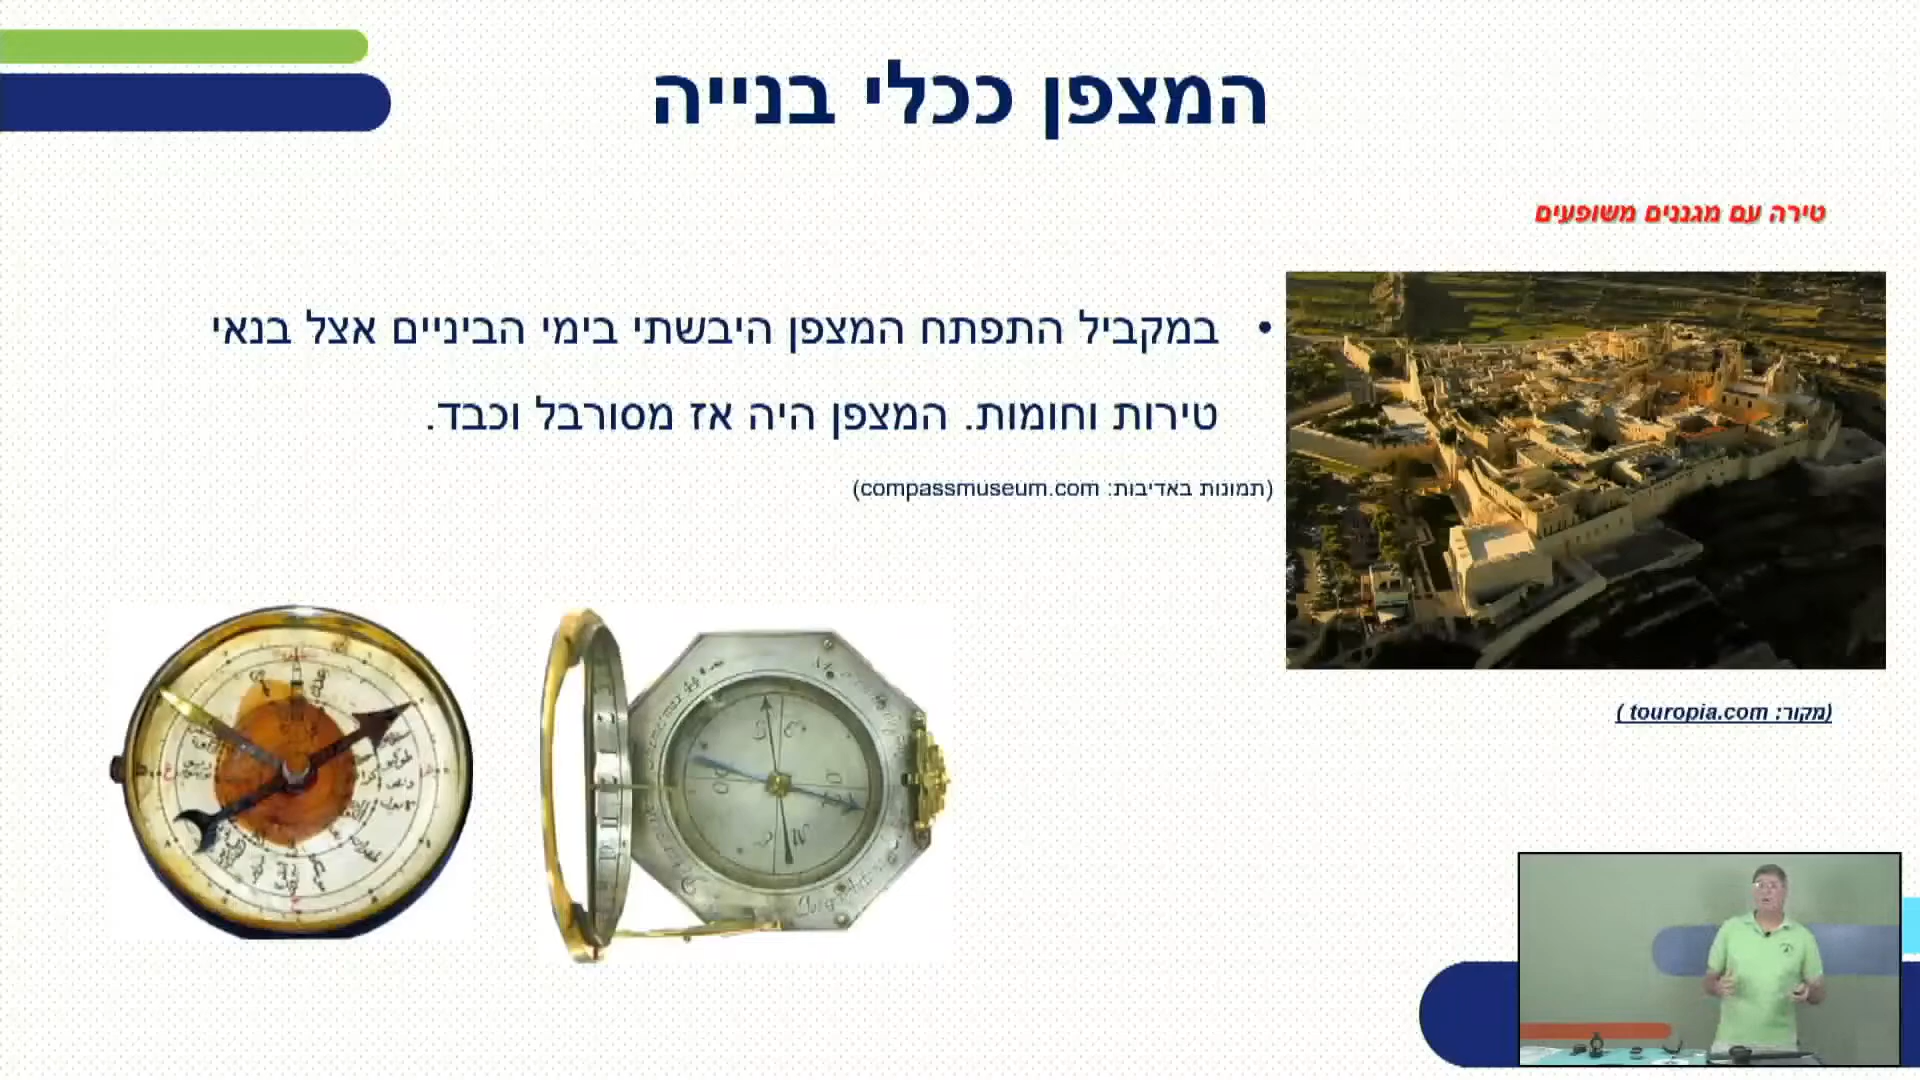 המצפן ככלי בנייה
טירה עם מגננים משופעים
• במקביל התפתח המצפן היבשתי בימי הביניים אצל בנאי
טירות וחומות. המצפן היה אז מסורבל וכבד.
(תמונות באדיבות: compassmuseum.com)
(מקור: touropia.com )